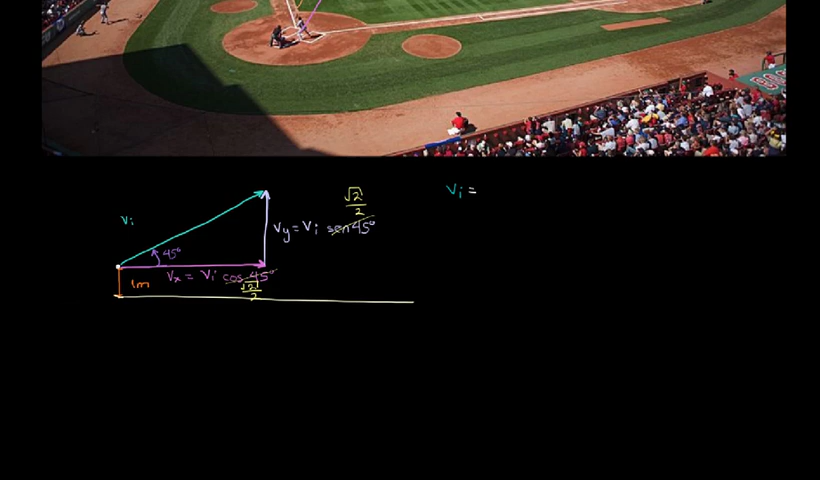 √2/2
Vi =
Vi
Vy = Vi sen 45°
45°
1m
Vx = Vi cos 45°
√2/2